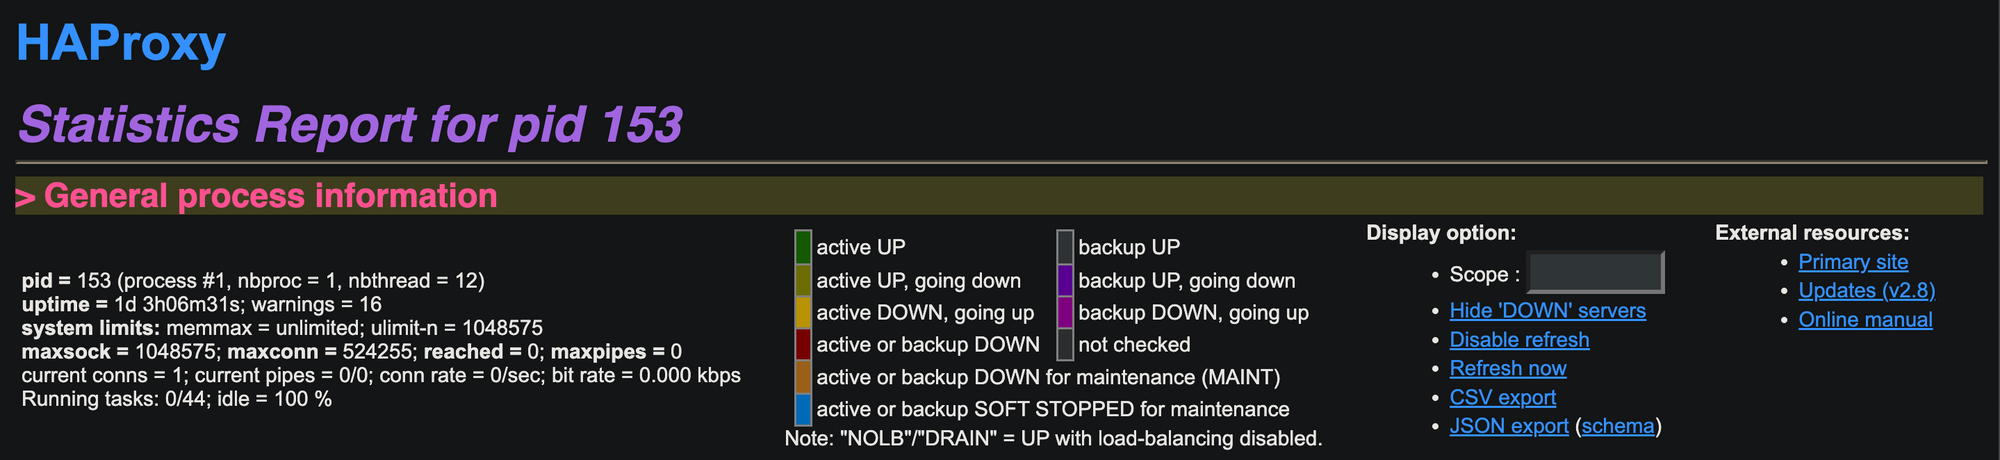 HAProxy
Statistics Report for pid 153
> General process information
pid = 153 (process #1, nbproc = 1, nbthread = 12)
uptime = 1d 3h06m31s; warnings = 16
system limits: memmax = unlimited; ulimit-n = 1048575
maxsock = 1048575; maxconn = 524255; reached = 0; maxpipes = 0
current conns = 1; current pipes = 0/0; conn rate = 0/sec; bit rate = 0.000 kbps
Running tasks: 0/44; idle = 100 %
active UP
backup UP
active UP, going down
backup UP, going down
active DOWN, going up
backup DOWN, going up
active or backup DOWN
not checked
active or backup DOWN for maintenance (MAINT)
active or backup SOFT STOPPED for maintenance
Note: "NOLB"/"DRAIN" = UP with load-balancing disabled.
Display option:
• Scope :
• Hide 'DOWN' servers
• Disable refresh
• Refresh now
• CSV export
• JSON export (schema)
External resources:
• Primary site
• Updates (v2.8)
• Online manual